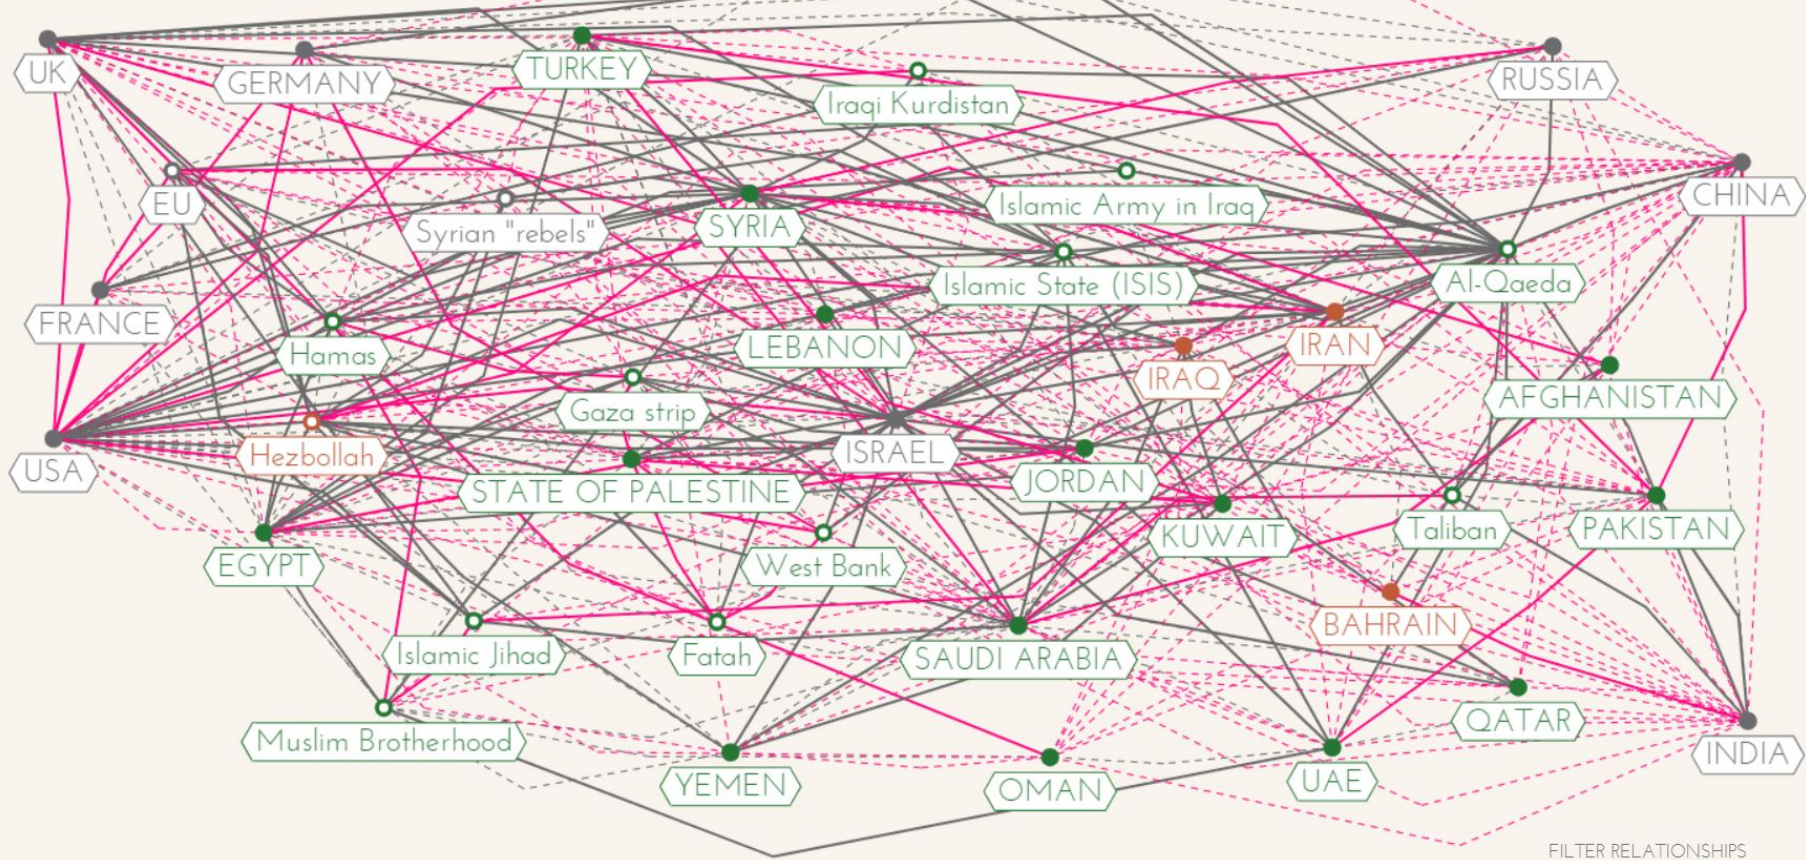 UK
GERMANY
TURKEY
Iraqi Kurdistan
RUSSIA
EU
Syrian "rebels"
SYRIA
Islamic Army in Iraq
CHINA
FRANCE
Hamas
LEBANON
Islamic State (ISIS)
IRAN
Al-Qaeda
IRAQ
AFGHANISTAN
USA
Hezbollah
Gaza strip
ISRAEL
STATE OF PALESTINE
JORDAN
KUWAIT
Taliban
PAKISTAN
EGYPT
West Bank
BAHRAIN
Islamic Jihad
Fatah
SAUDI ARABIA
QATAR
Muslim Brotherhood
YEMEN
OMAN
UAE
INDIA
FILTER RELATIONSHIPS